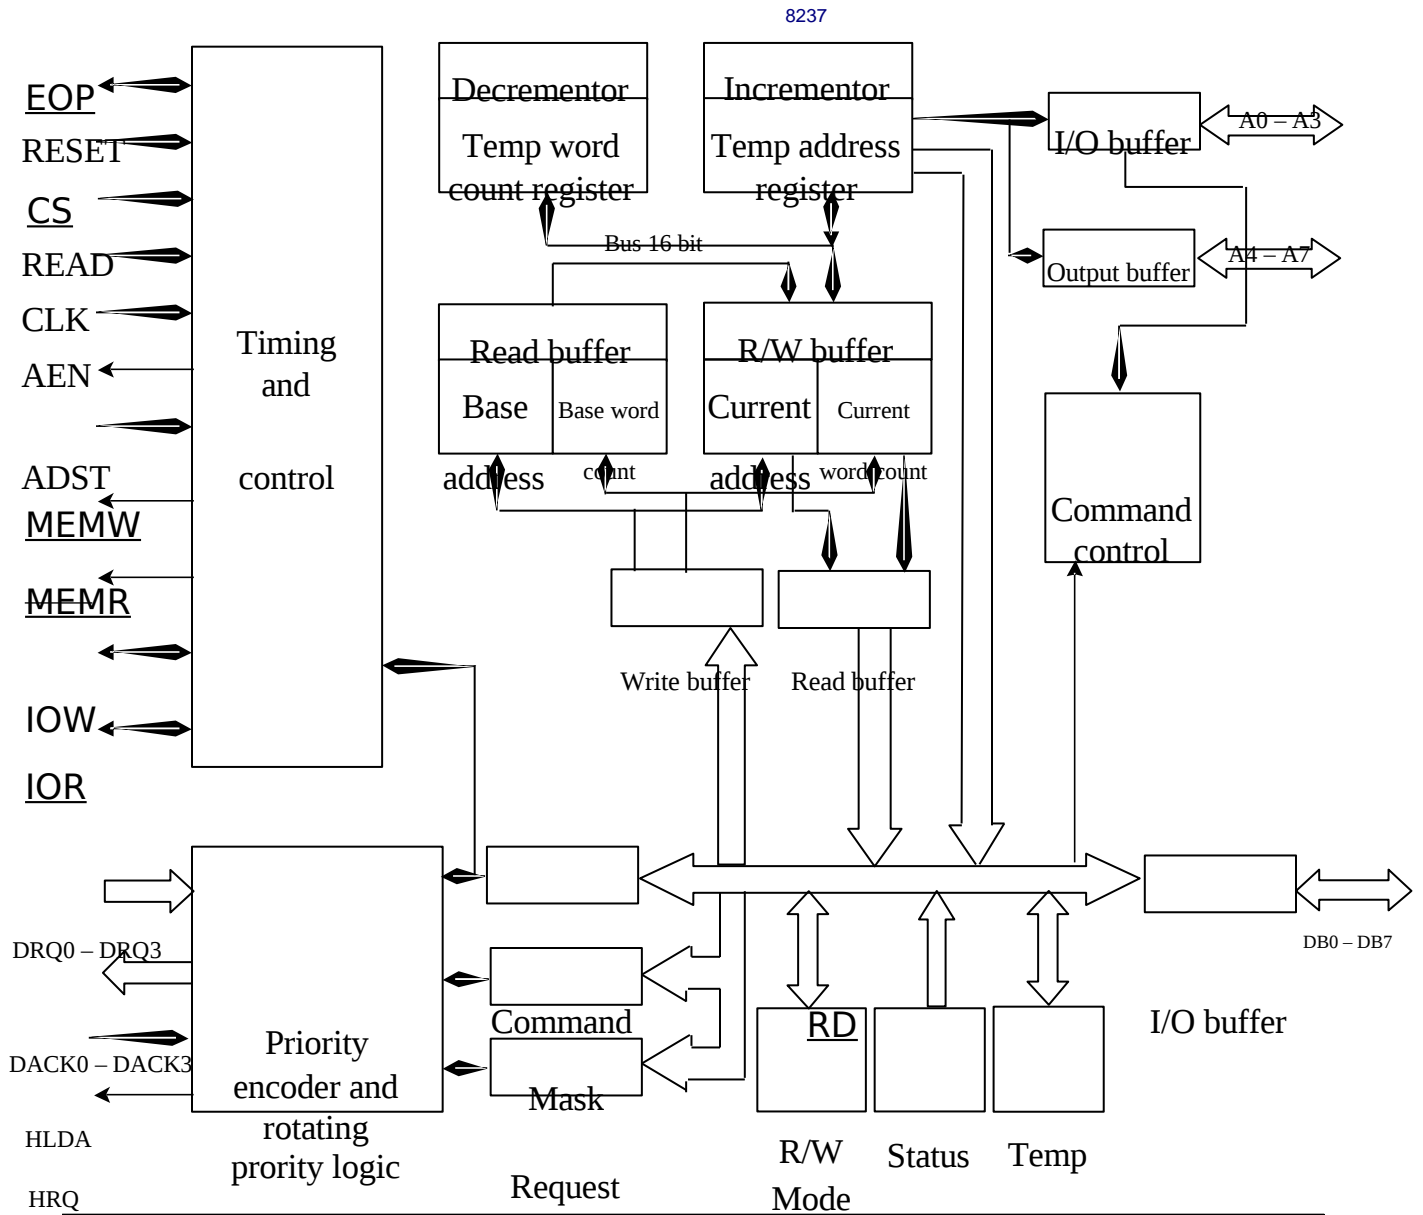 8237
EOP
RESET
CS
READ
CLK
AEN
ADST
MEMW
MEMR
IOW
IOR
Timing
and
control
Decrementor
Temp word
count register
Incrementor
Temp address
register
I/O buffer
A0 – A3
Bus 16 bit
Output buffer
A4 – A7
Read buffer
Base
address
Base word
count
R/W buffer
Current
address
Current
word count
Command
control
Write buffer
Read buffer
DRQ0 – DRQ3
DACK0 – DACK3
HLDA
HRQ
Priority
encoder and
rotating
prority logic
Command
Mask
Request
RD
R/W
Mode
Status
Temp
I/O buffer
DB0 – DB7